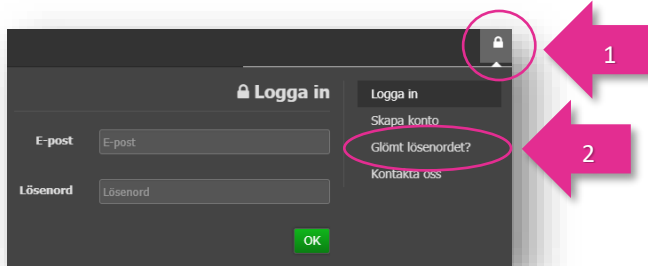 1
Logga in
E-post
E-post
Lösenord
Lösenord
OK
Logga in
Skapa konto
Glömt lösenordet?
Kontakta oss
2